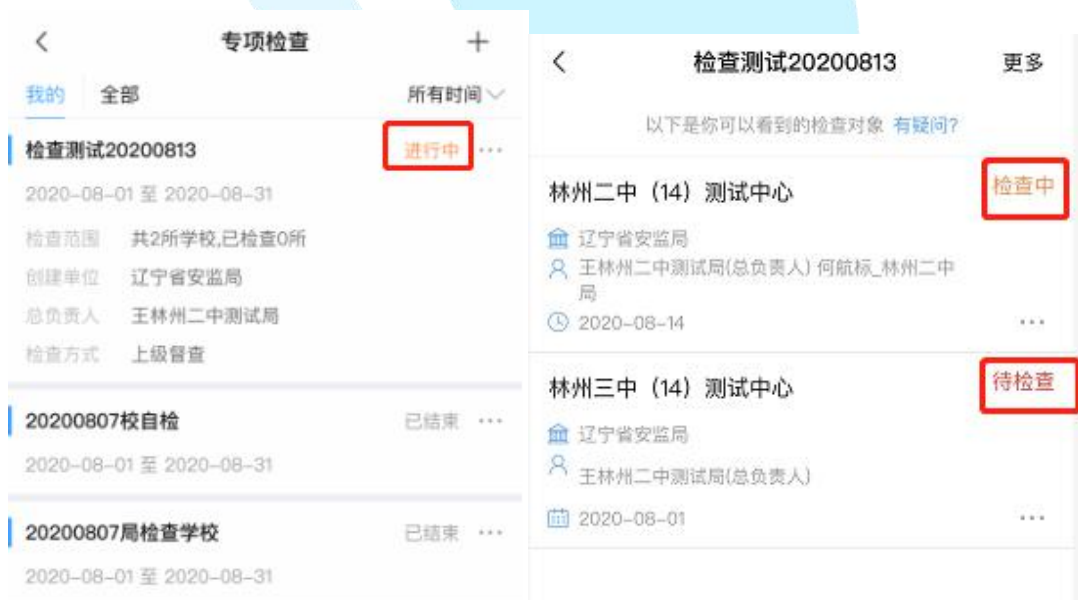 专项检查
我的 全部 所有时间
检查测试20200813 进行中 ...
2020-08-01 至 2020-08-31
检查范围 共2所学校,已检查0所
创建单位 辽宁省安监局
总负责人 王林州二中测试局
检查方式 上级督查
20200807校自检 已结束 ...
2020-08-01 至 2020-08-31
20200807局检查学校 已结束 ...
2020-08-01 至 2020-08-31
检查测试20200813 更多
以下是你可以看到的检查对象 有疑问?
林州二中（14）测试中心 检查中
辽宁省安监局
王林州二中测试局(总负责人) 何航标_林州二中
局
2020-08-14 ...
林州三中（14）测试中心 待检查
辽宁省安监局
王林州二中测试局(总负责人)
2020-08-01 ...